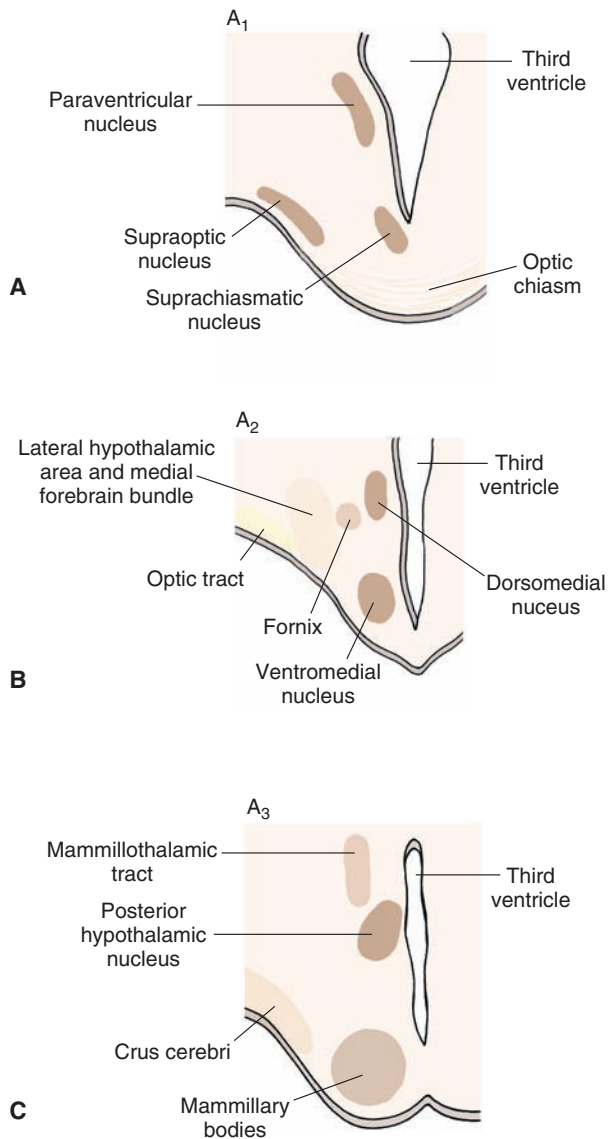 A1
Third
ventricle
Paraventricular
nucleus
Supraoptic
nucleus
Optic
chiasm
Suprachiasmatic
nucleus
A
A2
Lateral hypothalamic
area and medial
forebrain bundle
Third
ventricle
Optic tract
Dorsomedial
nuceus
Fornix
Ventromedial
nucleus
B
A3
Mammillothalamic
tract
Third
ventricle
Posterior
hypothalamic
nucleus
Crus cerebri
Mammillary
bodies
C